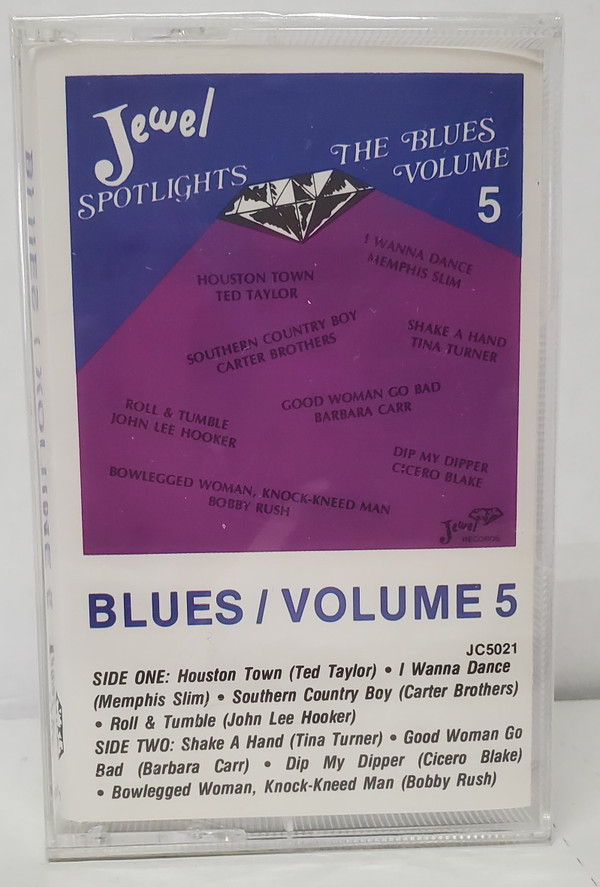 Jewel
SPOTLIGHTS
THE BLUES
VOLUME
5
I WANNA DANCE
MEMPHIS SLIM
HOUSTON TOWN
TED TAYLOR
SOUTHERN COUNTRY BOY
CARTER BROTHERS
SHAKE A HAND
TINA TURNER
ROLL & TUMBLE
JOHN LEE HOOKER
GOOD WOMAN GO BAD
BARBARA CARR
DIP MY DIPPER
CICERO BLAKE
BOWLEGGED WOMAN, KNOCK-KNEED MAN
BOBBY RUSH
Jewel
RECORDS
BLUES / VOLUME 5
JC5021
SIDE ONE: Houston Town (Ted Taylor) • I Wanna Dance
(Memphis Slim) • Southern Country Boy (Carter Brothers)
• Roll & Tumble (John Lee Hooker)
SIDE TWO: Shake A Hand (Tina Turner) • Good Woman Go
Bad (Barbara Carr) • Dip My Dipper (Cicero Blake)
• Bowlegged Woman, Knock-Kneed Man (Bobby Rush)